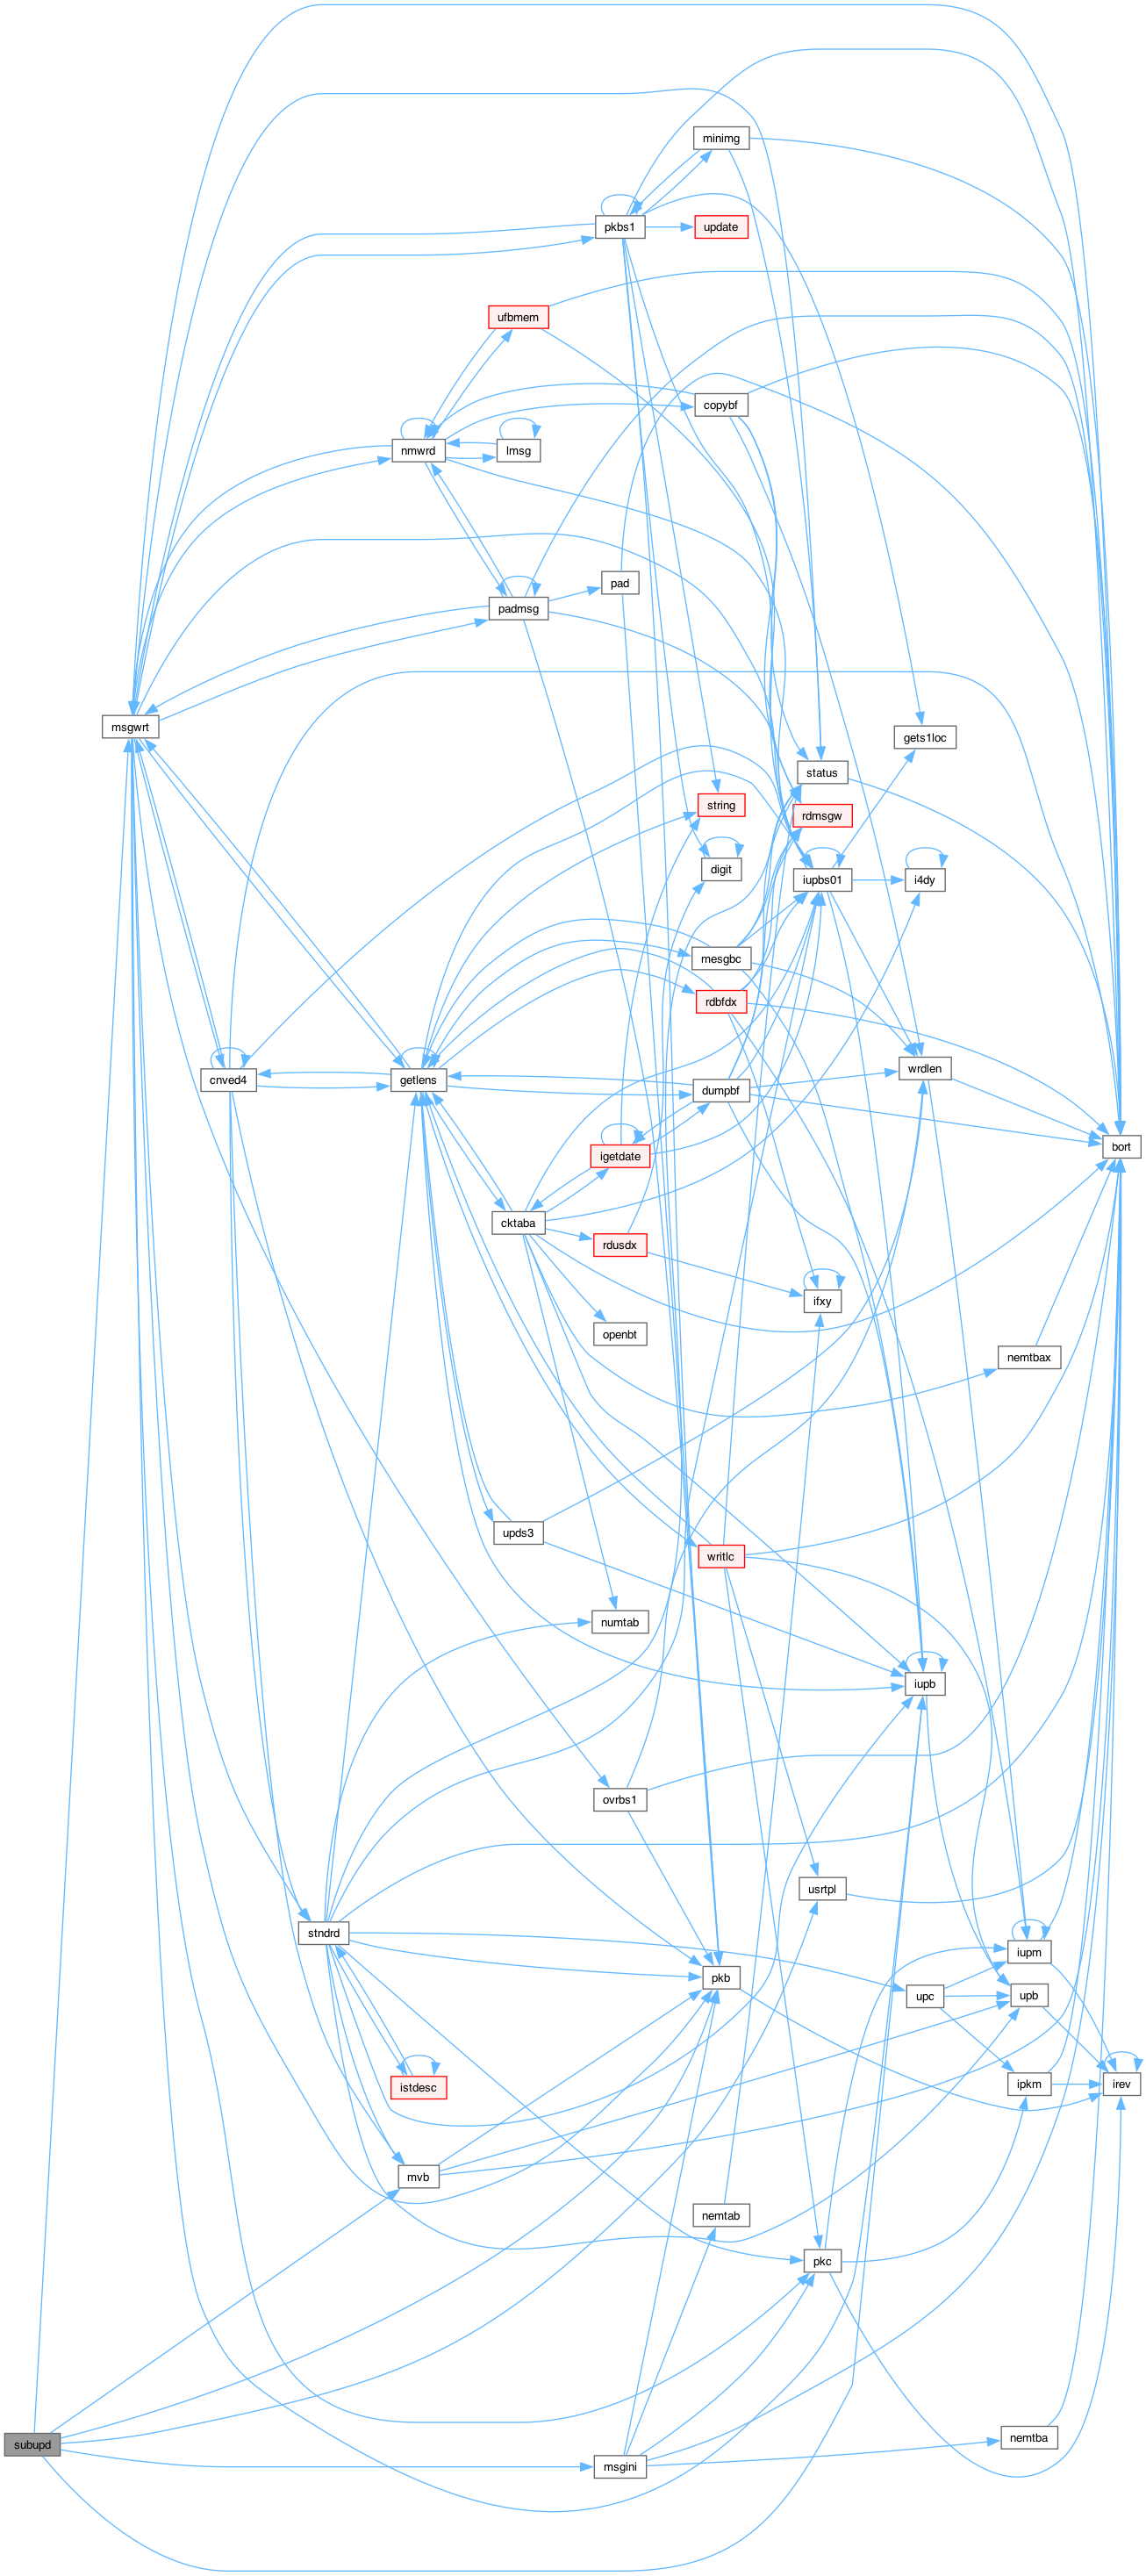 minimg
pkbs1
update
ufbmem
copybf
nmwrd
lmsg
pad
padmsg
msgwrt
gets1loc
status
string
rdmsgw
digit
iupbs01
i4dy
mesgbc
rdbfdx
wrdlen
cnved4
getlens
dumpbf
bort
igetdate
cktaba
rdusdx
ifxy
openbt
nemtbax
upds3
writlc
numtab
iupb
ovrbs1
usrtpl
stndrd
iupm
pkb
upc
upb
istdesc
ipkm
irev
mvb
nemtab
pkc
nemtba
subupd
msgini